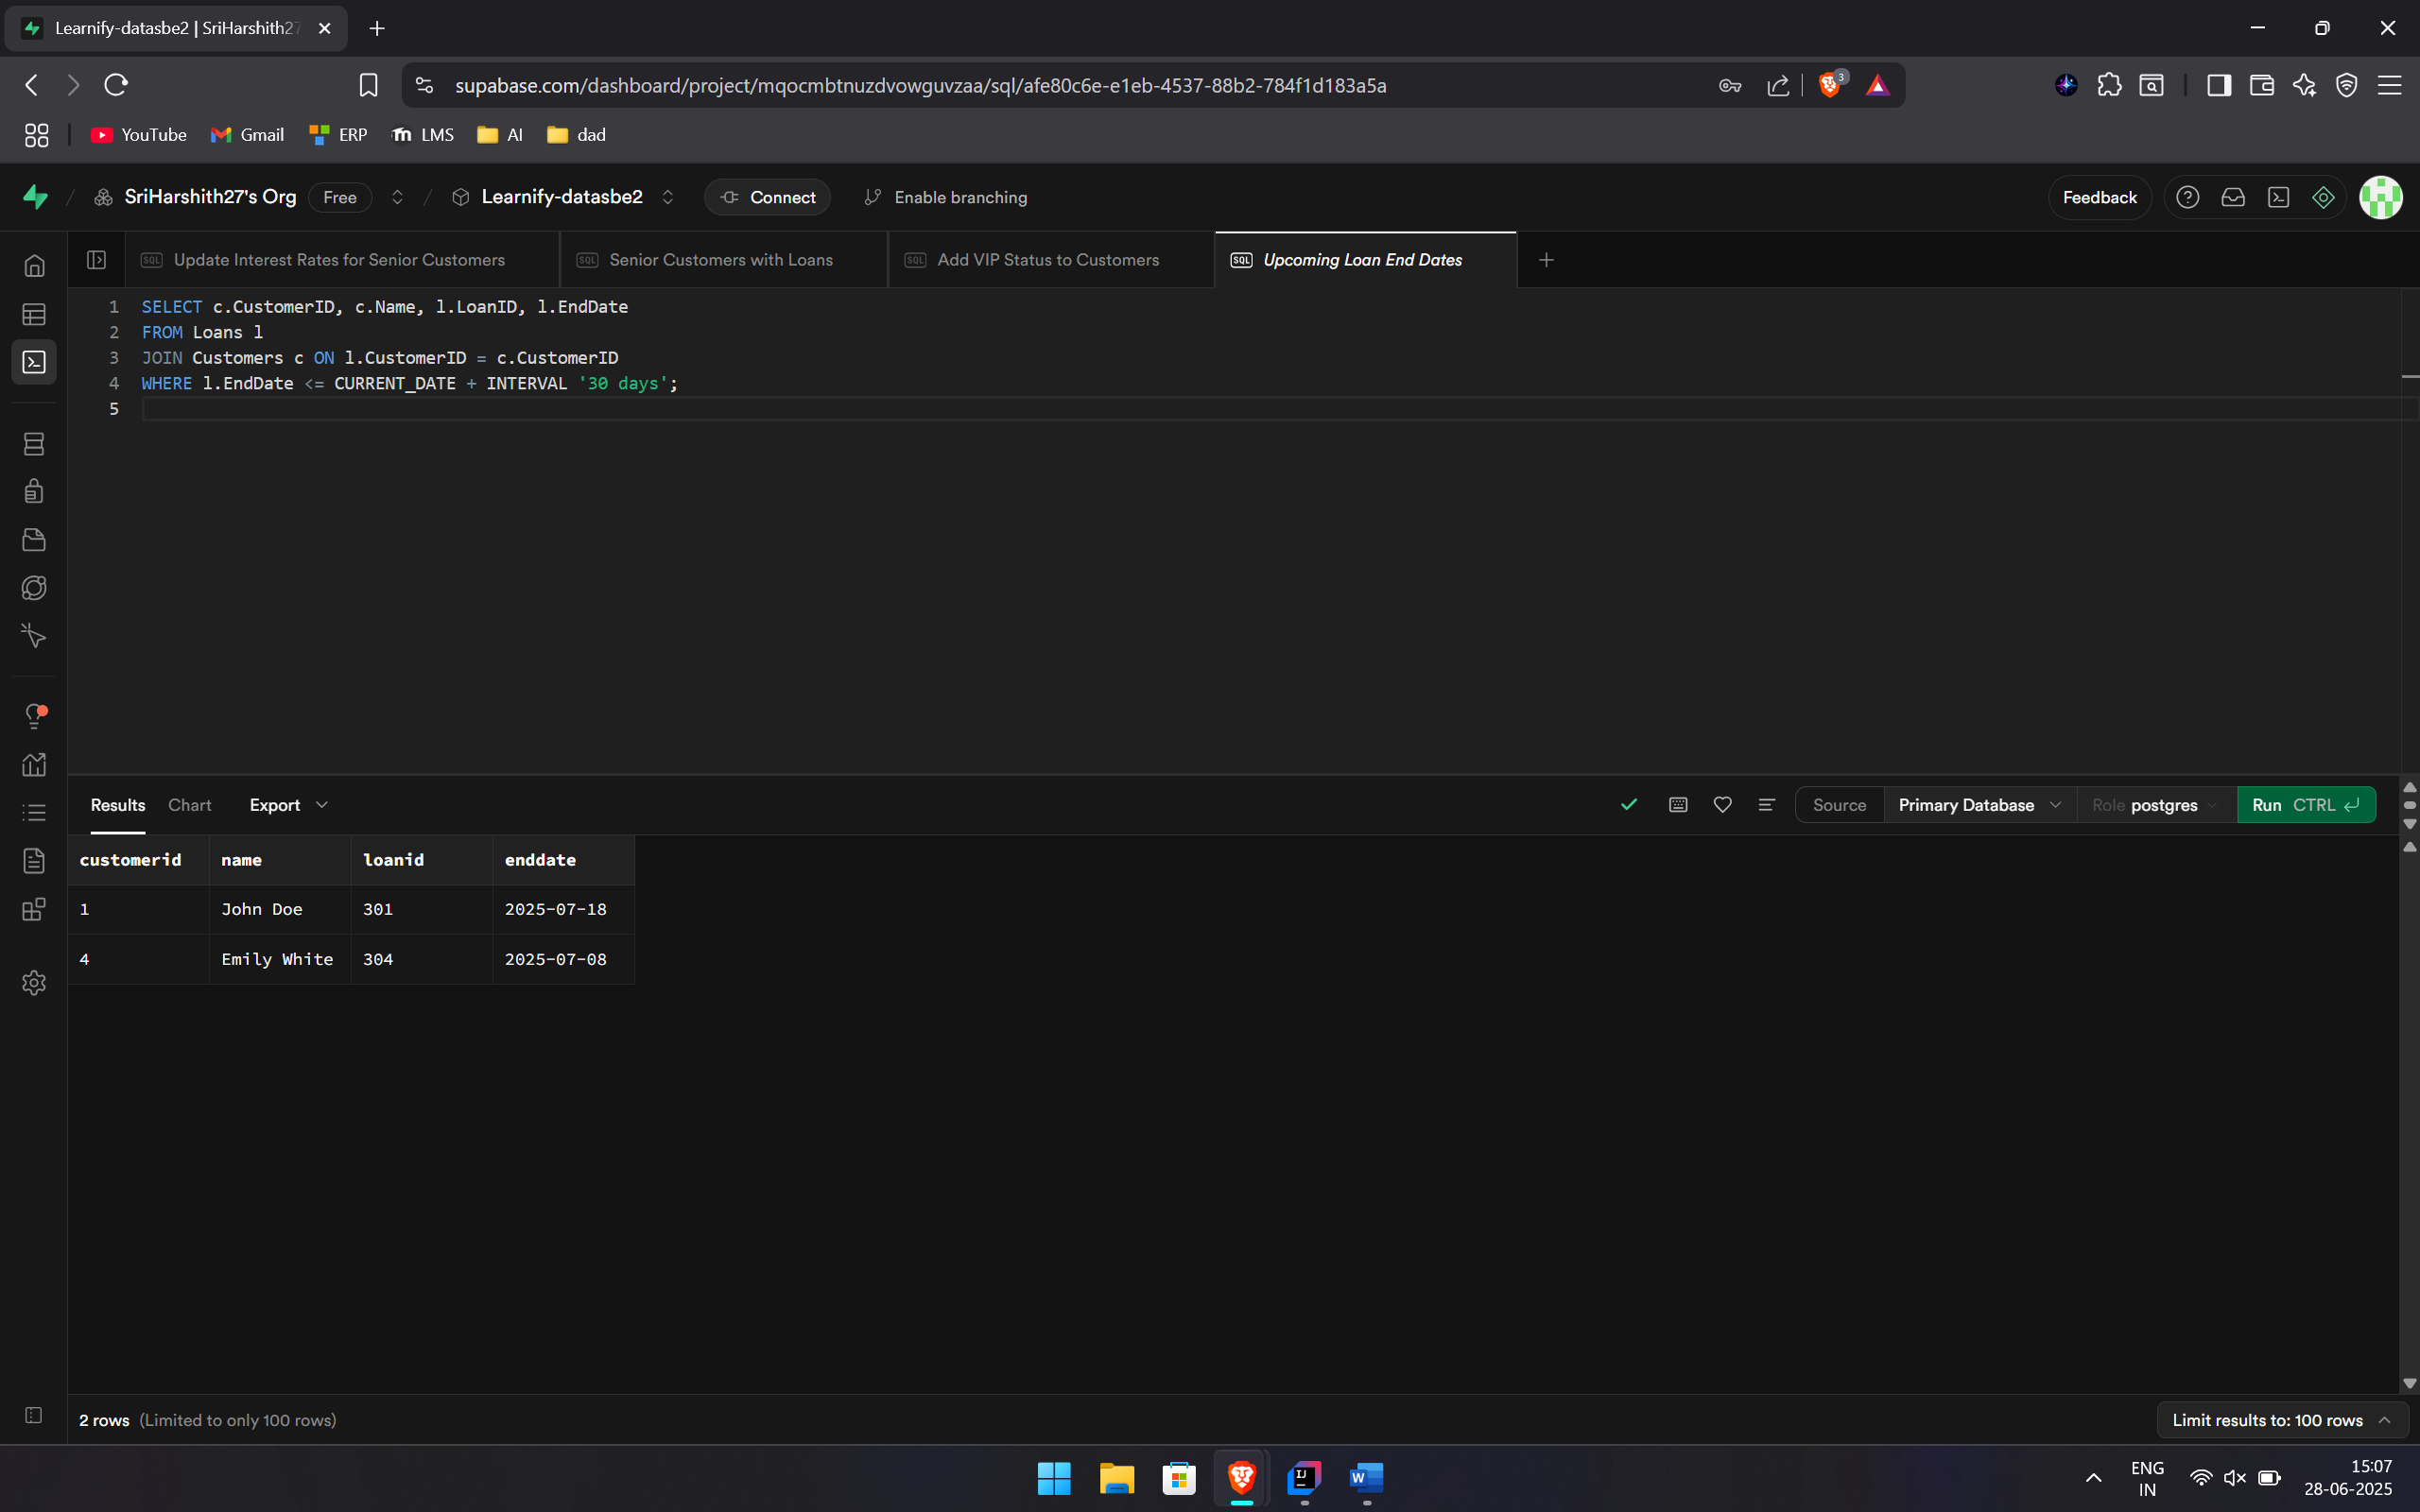 Learnify-datasbe2 | SriHarshith27
supabase.com/dashboard/project/mqocmbtnuzdvowguvzaa/sql/afe80c6e-e1eb-4537-88b2-784f1d183a5a
3
YouTube Gmail ERP LMS AI dad
SriHarshith27's Org Free Learnify-datasbe2 Connect Enable branching Feedback
SQL Update Interest Rates for Senior Customers SQL Senior Customers with Loans SQL Add VIP Status to Customers SQL Upcoming Loan End Dates
1 SELECT c.CustomerID, c.Name, l.LoanID, l.EndDate
2 FROM Loans l
3 JOIN Customers c ON l.CustomerID = c.CustomerID
4 WHERE l.EndDate <= CURRENT_DATE + INTERVAL '30 days';
5
Results Chart Export Source Primary Database Role postgres Run CTRL
customerid name loanid enddate
1 John Doe 301 2025-07-18
4 Emily White 304 2025-07-08
2 rows (Limited to only 100 rows) Limit results to: 100 rows
IJ W
ENG 15:07
IN 28-06-2025